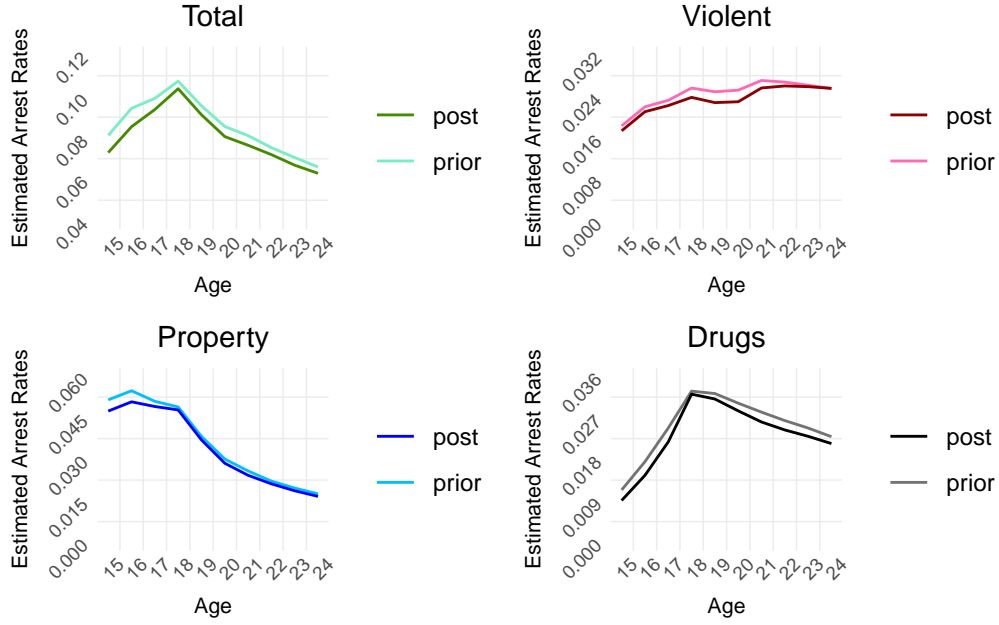 Total
Estimated Arrest Rates
0.12
0.10
0.08
0.06
0.04
15 16 17 18 19 20 21 22 23 24
Age
post
prior
Violent
Estimated Arrest Rates
0.032
0.024
0.016
0.008
0.000
15 16 17 18 19 20 21 22 23 24
Age
post
prior
Property
Estimated Arrest Rates
0.060
0.045
0.030
0.015
0.000
15 16 17 18 19 20 21 22 23 24
Age
post
prior
Drugs
Estimated Arrest Rates
0.036
0.027
0.018
0.009
0.000
15 16 17 18 19 20 21 22 23 24
Age
post
prior